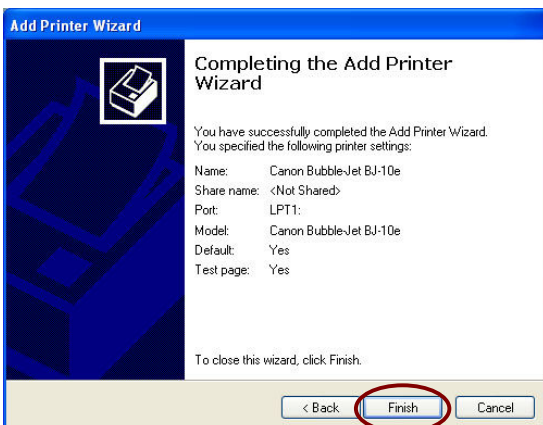 Add Printer Wizard
Completing the Add Printer
Wizard
You have successfully completed the Add Printer Wizard.
You specified the following printer settings:
Name: Canon Bubble-Jet BJ-10e
Share name: <Not Shared>
Port: LPT1:
Model: Canon Bubble-Jet BJ-10e
Default: Yes
Test page: Yes
To close this wizard, click Finish.
< Back Finish Cancel